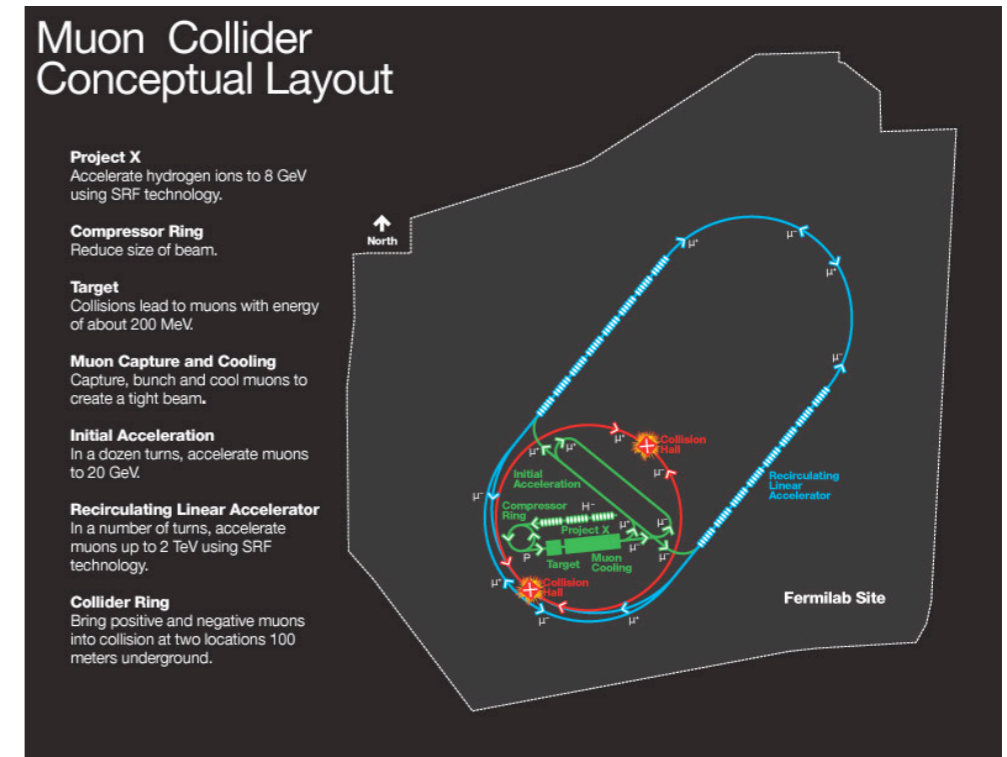 Muon Collider
Conceptual Layout
Project X
Accelerate hydrogen ions to 8 GeV
using SRF technology.
Compressor Ring
Reduce size of beam.
Target
Collisions lead to muons with energy
of about 200 MeV.
Muon Capture and Cooling
Capture, bunch and cool muons to
create a tight beam.
Initial Acceleration
In a dozen turns, accelerate muons
to 20 GeV.
Recirculating Linear Accelerator
In a number of turns, accelerate
muons up to 2 TeV using SRF
technology.
Collider Ring
Bring positive and negative muons
into collision at two locations 100
meters underground.
North
μ⁺
μ⁻
μ⁺
μ⁻
μ⁺
Collision
Hall
μ⁻
Initial
Acceleration
Recirculating
Linear
Accelerator
μ⁻
Compressor
Ring
H⁻
Project X
μ⁺
μ⁻
P
Target
Muon
Cooling
μ⁻
μ⁺
Collision
Hall
μ⁻
μ⁺
Fermilab Site